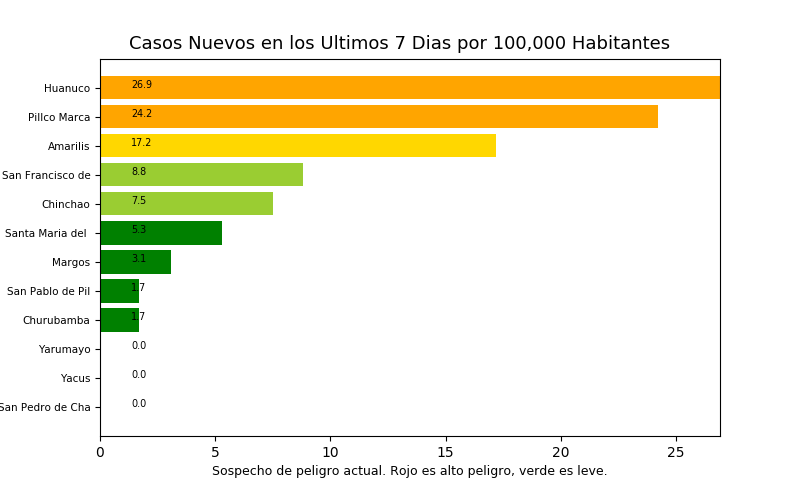 Casos Nuevos en los Ultimos 7 Dias por 100,000 Habitantes
Huanuco 26.9
Pillco Marca 24.2
Amarilis 17.2
San Francisco de 8.8
Chinchao 7.5
Santa Maria del 5.3
Margos 3.1
San Pablo de Pil 1.7
Churubamba 1.7
Yarumayo 0.0
Yacus 0.0
San Pedro de Cha 0.0
0 5 10 15 20 25
Sospecho de peligro actual. Rojo es alto peligro, verde es leve.